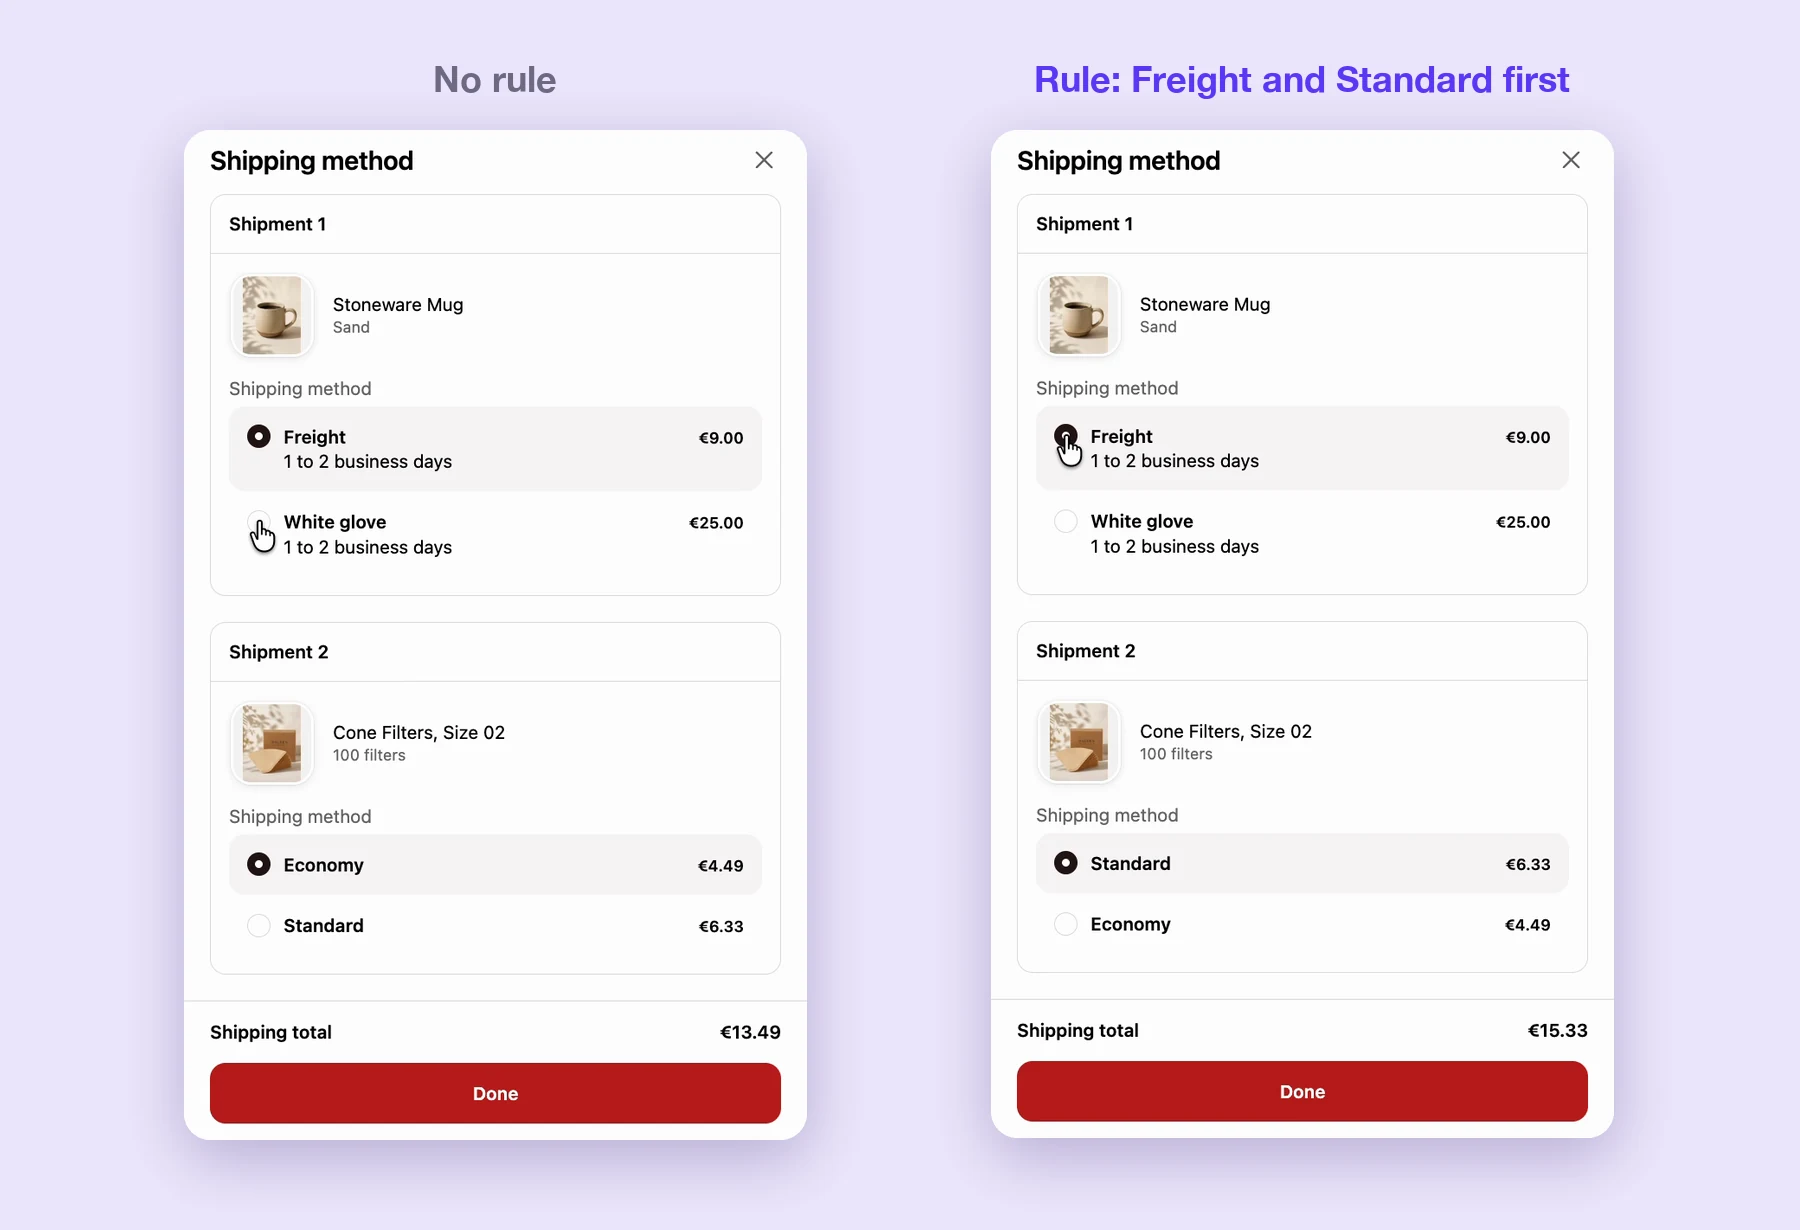 No rule
Shipping method
Shipment 1
Stoneware Mug
Sand
Shipping method
Freight €9.00
1 to 2 business days
White glove €25.00
1 to 2 business days
Shipment 2
Cone Filters, Size 02
100 filters
Shipping method
Economy €4.49
Standard €6.33
Shipping total €13.49
Done
Rule: Freight and Standard first
Shipping method
Shipment 1
Stoneware Mug
Sand
Shipping method
Freight €9.00
1 to 2 business days
White glove €25.00
1 to 2 business days
Shipment 2
Cone Filters, Size 02
100 filters
Shipping method
Standard €6.33
Economy €4.49
Shipping total €15.33
Done